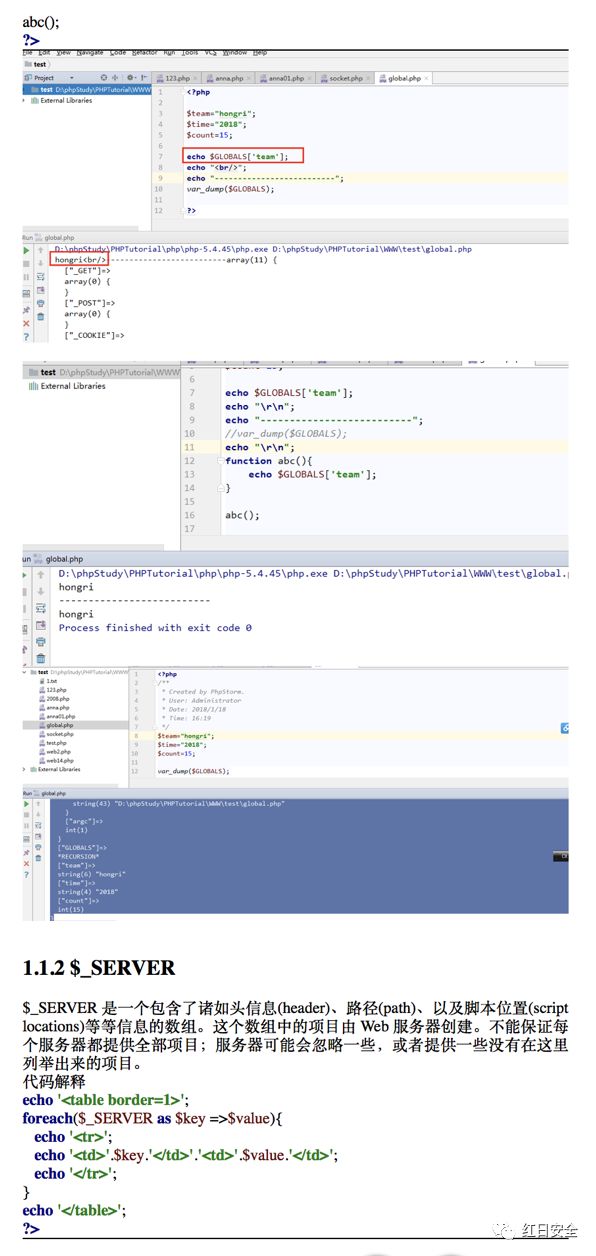 abc();
?>
File Edit View Navigate Code Refactor Run Tools VCS Window Help
test
Project
123.php
anna.php
anna01.php
socket.php
global.php
test D:\phpStudy\PHPTutorial\WWW\te
External Libraries
1 <?php
2
3 $team="hongri";
4 $time="2018";
5 $count=15;
6
7 echo $GLOBALS['team'];
8 echo "<br/>";
9 echo "--------------------------";
10 var_dump($GLOBALS);
11
12 ?>
Run global.php
D:\phpStudy\PHPTutorial\php\php-5.4.45\php.exe D:\phpStudy\PHPTutorial\WWW\test\global.php
hongri<br/>--------------------------array(11) {
["_GET"]=>
array(0) {
}
["_POST"]=>
array(0) {
}
["_COOKIE"]=>
test D:\phpStudy\PHPTutorial\WWW
External Libraries
6
7 echo $GLOBALS['team'];
8 echo "\r\n";
9 echo "--------------------------";
10 //var_dump($GLOBALS);
11 echo "\r\n";
12 function abc(){
13 echo $GLOBALS['team'];
14 }
15
16 abc();
17
un global.php
D:\phpStudy\PHPTutorial\php\php-5.4.45\php.exe D:\phpStudy\PHPTutorial\WWW\test\global.p
hongri
--------------------------
hongri
Process finished with exit code 0
test D:\phpStudy\PHPTutorial\WWW
1.txt
123.php
2008.php
anna.php
anna01.php
global.php
socket.php
test.php
web2.php
web14.php
External Libraries
1 <?php
2 /**
3 * Created by PhpStorm.
4 * User: Administrator
5 * Date: 2018/1/18
6 * Time: 16:19
7 */
8 $team="hongri";
9 $time="2018";
10 $count=15;
11
12 var_dump($GLOBALS);
Run global.php
string(43) "D:\phpStudy\PHPTutorial\WWW\test\global.php"
}
["argc"]=>
int(1)
}
["GLOBALS"]=>
*RECURSION*
["team"]=>
string(6) "hongri"
["time"]=>
string(4) "2018"
["count"]=>
int(15)
}
1.1.2 $_SERVER
$_SERVER 是一个包含了诸如头信息(header)、路径(path)、以及脚本位置(script
locations)等等信息的数组。这个数组中的项目由 Web 服务器创建。不能保证每
个服务器都提供全部项目；服务器可能会忽略一些，或者提供一些没有在这里
列举出来的项目。
代码解释
echo '<table border=1>';
foreach($_SERVER as $key =>$value){
echo '<tr>';
echo '<td>'.$key.'</td>'.'<td>'.$value.'</td>';
echo '</tr>';
}
echo '</table>';
?>
红日安全